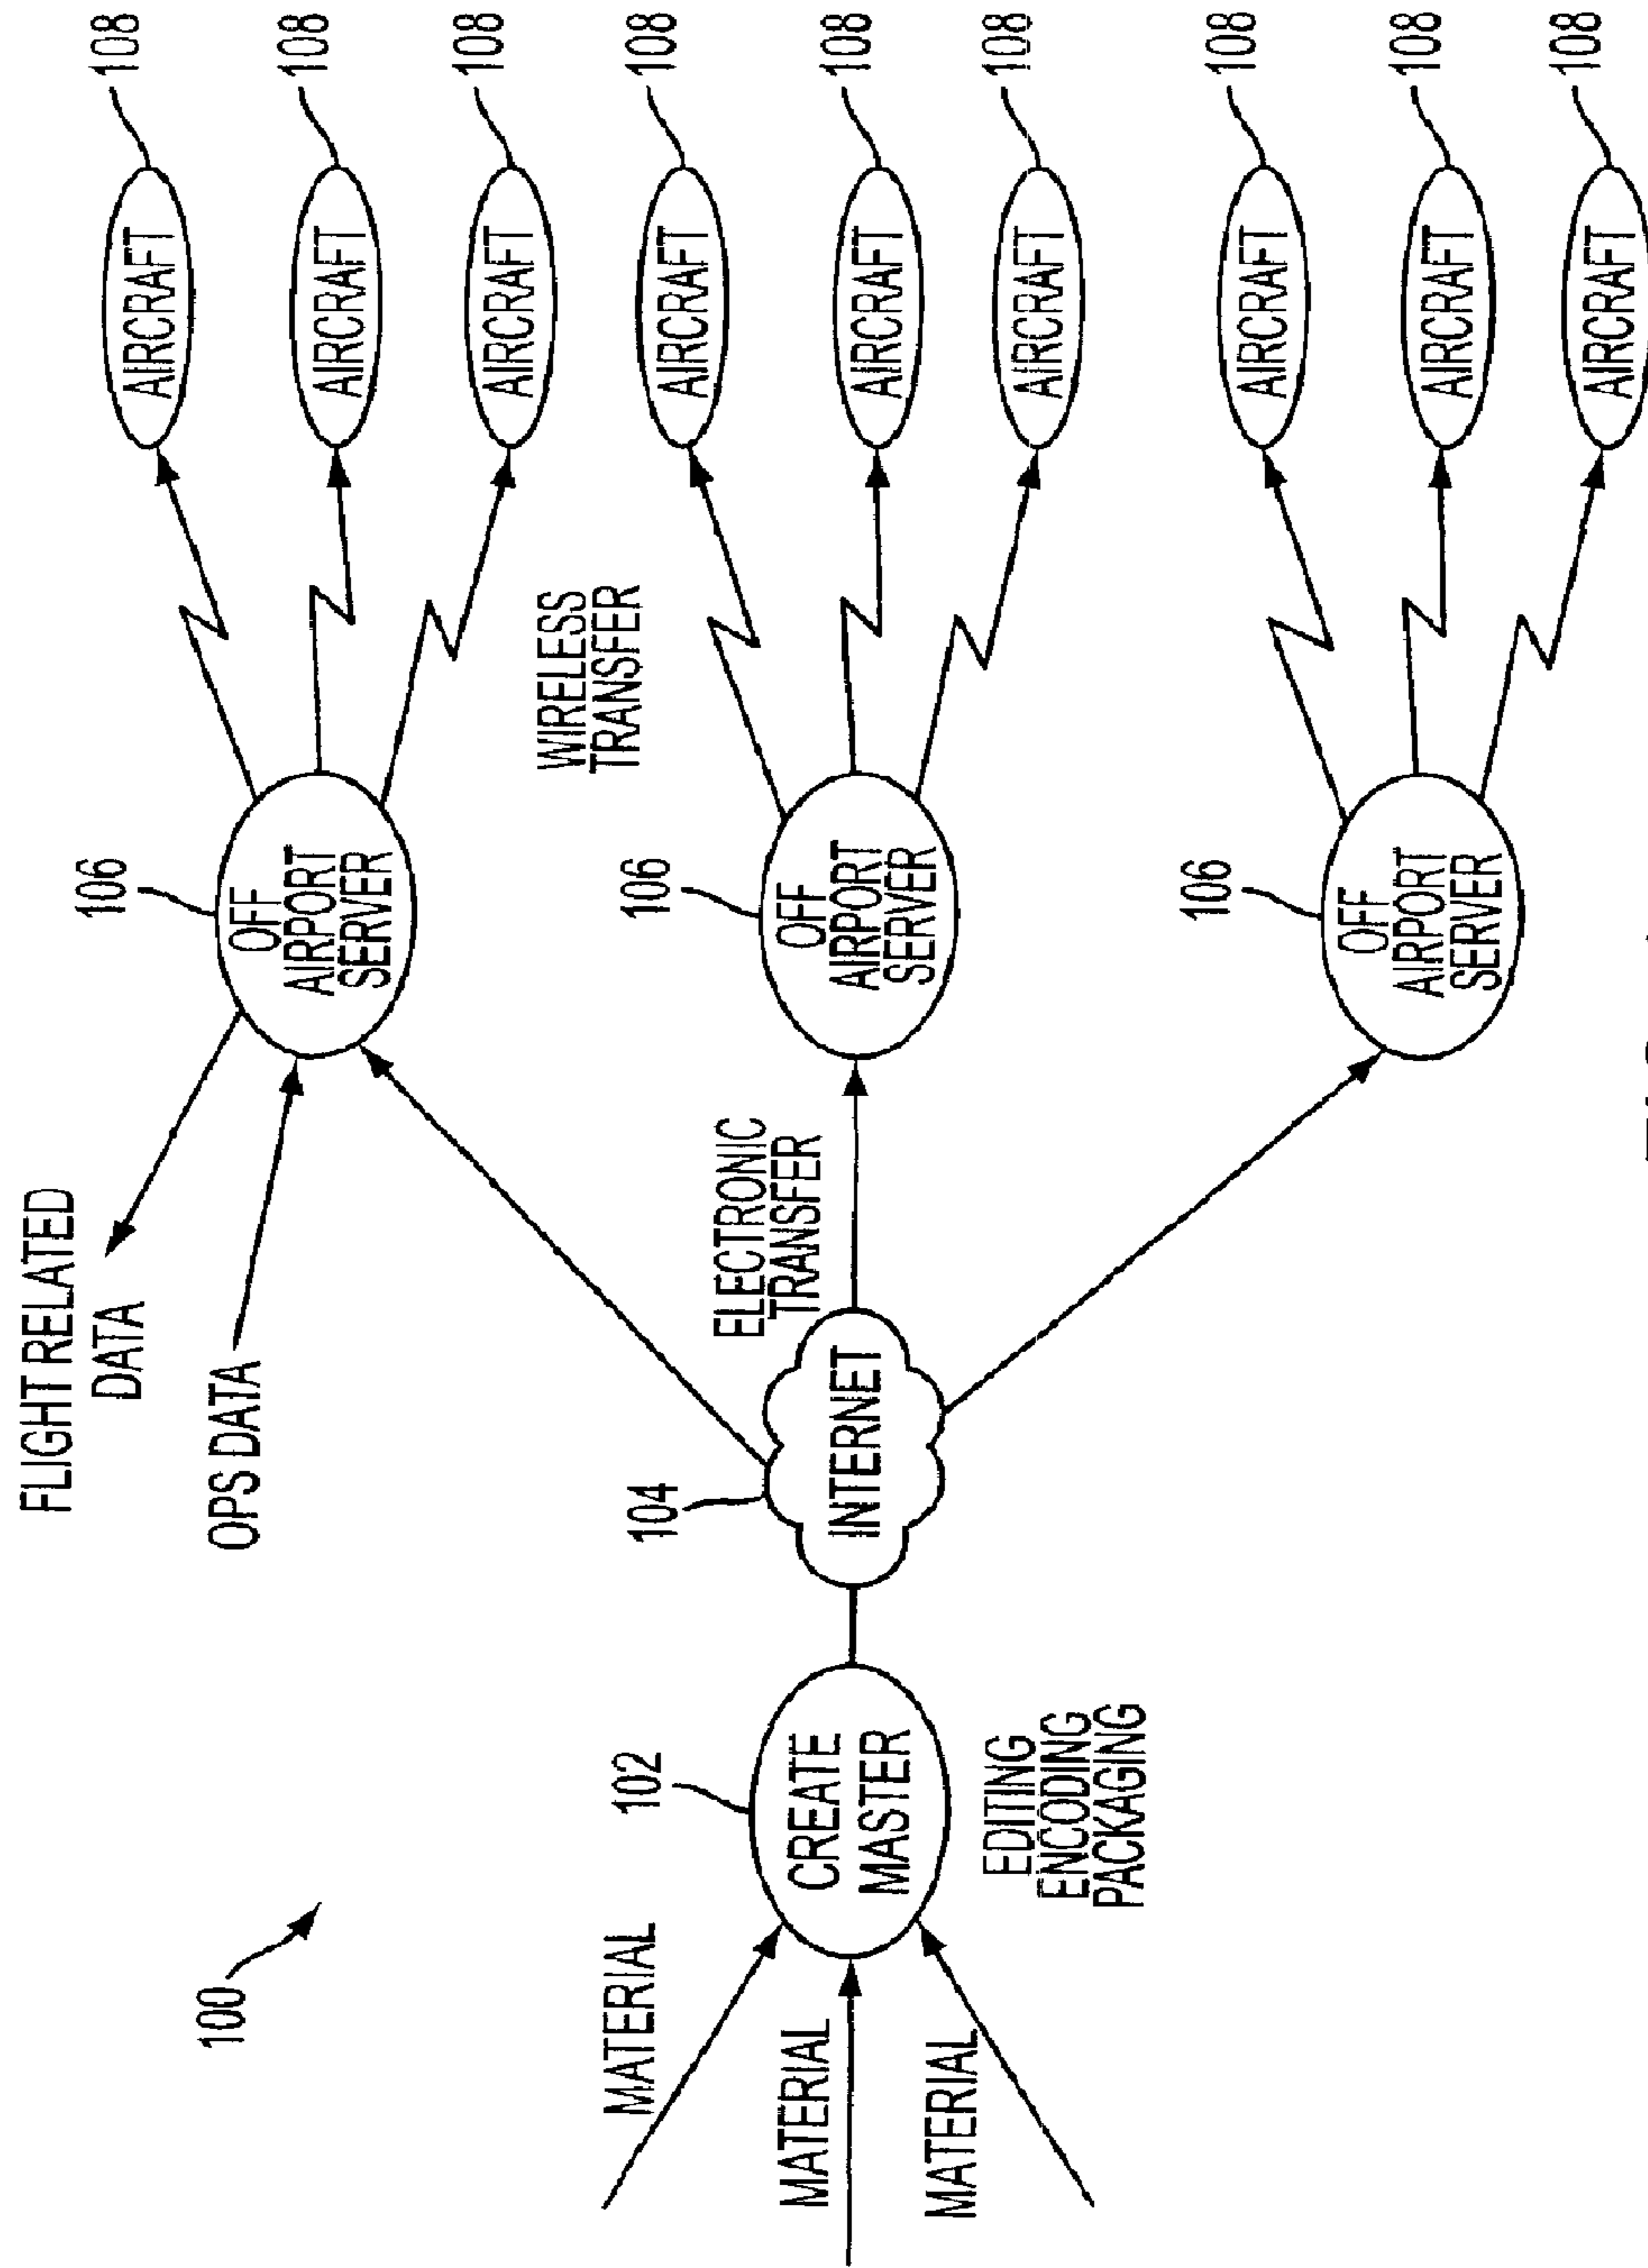 100
MATERIAL
MATERIAL
MATERIAL
102
CREATE
MASTER
EDITING
ENCODING
PACKAGING
104
INTERNET
ELECTRONIC
TRANSFER
FLIGHT RELATED
DATA
OPS DATA
106
OFF
AIRPORT
SERVER
106
OFF
AIRPORT
SERVER
106
OFF
AIRPORT
SERVER
WIRELESS
TRANSFER
AIRCRAFT
108
AIRCRAFT
108
AIRCRAFT
108
AIRCRAFT
108
AIRCRAFT
108
AIRCRAFT
108
AIRCRAFT
108
AIRCRAFT
108
AIRCRAFT
108